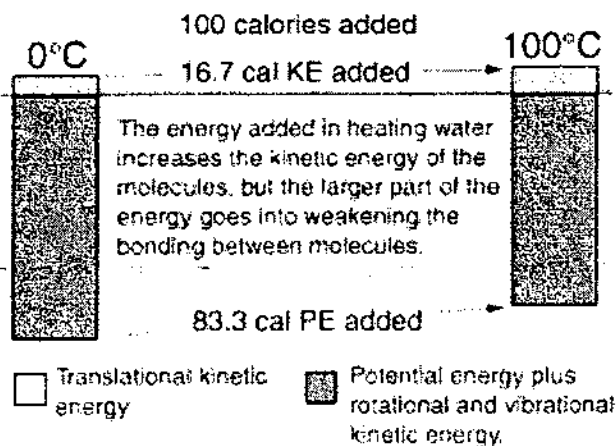 100 calories added
0°C
100°C
16.7 cal KE added
The energy added in heating water
increases the kinetic energy of the
molecules, but the larger part of the
energy goes into weakening the
bonding between molecules.
83.3 cal PE added
Translational kinetic
energy
Potential energy plus
rotational and vibrational
kinetic energy.